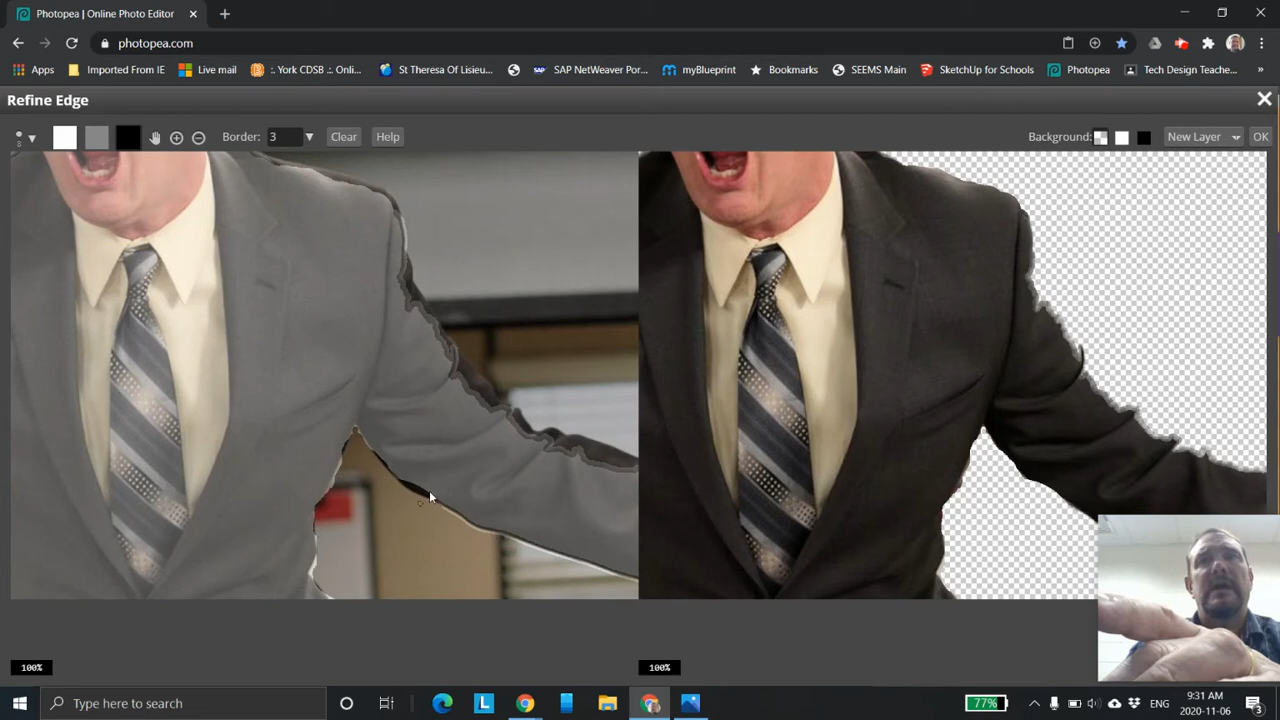 Photopea | Online Photo Editor
photopea.com
Apps
Imported From IE
Live mail
:. York CDSB :. Onli...
St Theresa Of Lisieu...
SAP NetWeaver Por...
myBlueprint
Bookmarks
SEEMS Main
SketchUp for Schools
Photopea
Tech Design Teache...
»
Refine Edge
8
Border: 3
Clear
Help
Background:
New Layer
OK
100%
100%
Type here to search
L
77%
ENG
9:31 AM
2020-11-06
3